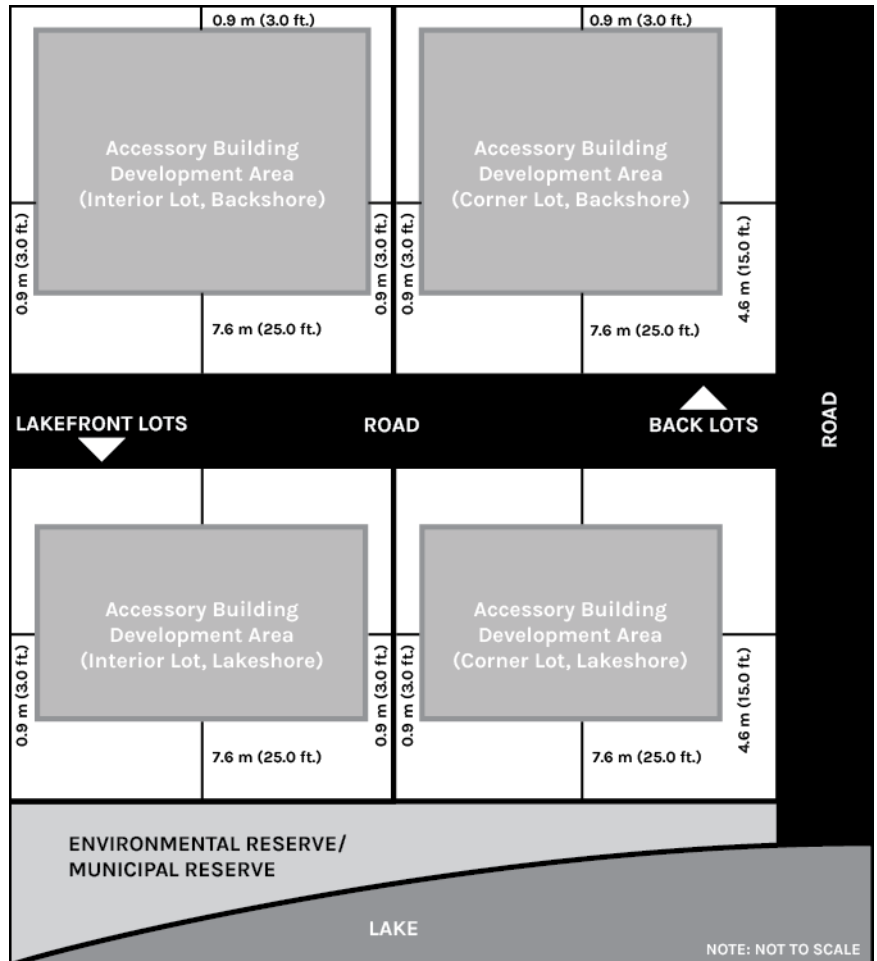 0.9 m (3.0 ft.)
0.9 m (3.0 ft.)
Accessory Building
Development Area
(Interior Lot, Backshore)
Accessory Building
Development Area
(Corner Lot, Backshore)
0.9 m (3.0 ft.)
0.9 m (3.0 ft.)
0.9 m (3.0 ft.)
4.6 m (15.0 ft.)
7.6 m (25.0 ft.)
7.6 m (25.0 ft.)
LAKEFRONT LOTS
ROAD
BACK LOTS
ROAD
Accessory Building
Development Area
(Interior Lot, Lakeshore)
Accessory Building
Development Area
(Corner Lot, Lakeshore)
0.9 m (3.0 ft.)
0.9 m (3.0 ft.)
0.9 m (3.0 ft.)
4.6 m (15.0 ft.)
7.6 m (25.0 ft.)
7.6 m (25.0 ft.)
ENVIRONMENTAL RESERVE/
MUNICIPAL RESERVE
LAKE
NOTE: NOT TO SCALE